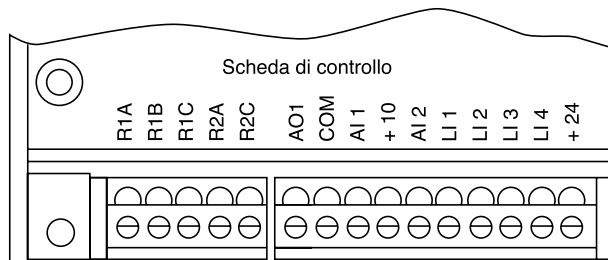 Scheda di controllo
R1A R1B R1C R2A R2C AO1 COM AI 1 + 10 AI 2 LI 1 LI 2 LI 3 LI 4 + 24